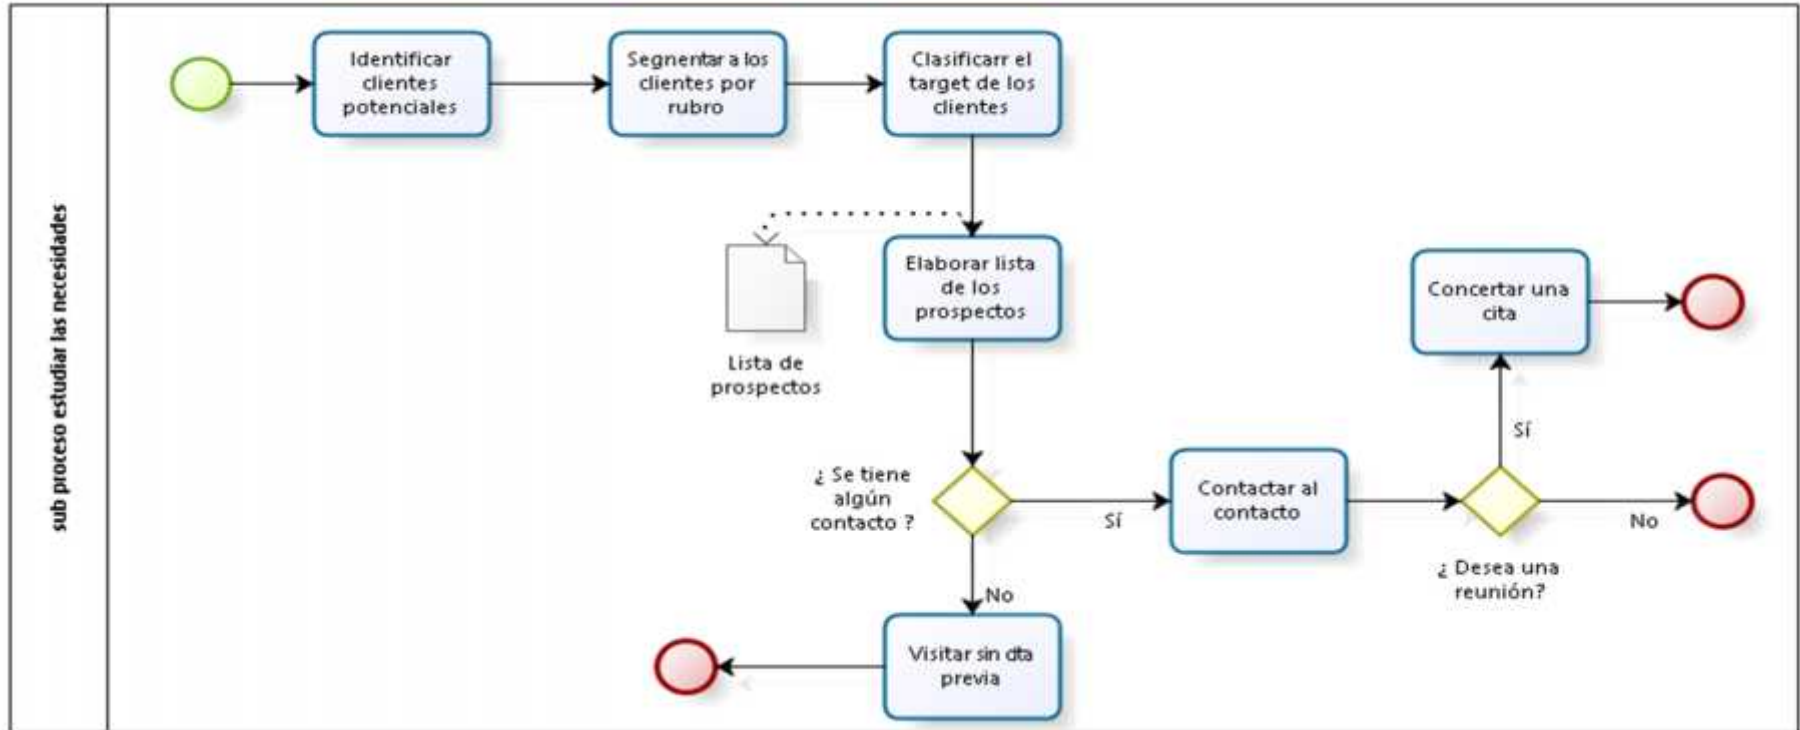 sub proceso estudiar las necesidades
Identificar
clientes
potenciales
Segmentar a los
clientes por
rubro
Clasificarr el
target de los
clientes
Elaborar lista
de los
prospectos
Lista de
prospectos
¿ Se tiene
algún
contacto ?
Sí
No
Contactar al
contacto
¿ Desea una
reunión?
Sí
No
Concertar una
cita
Visitar sin cita
previa